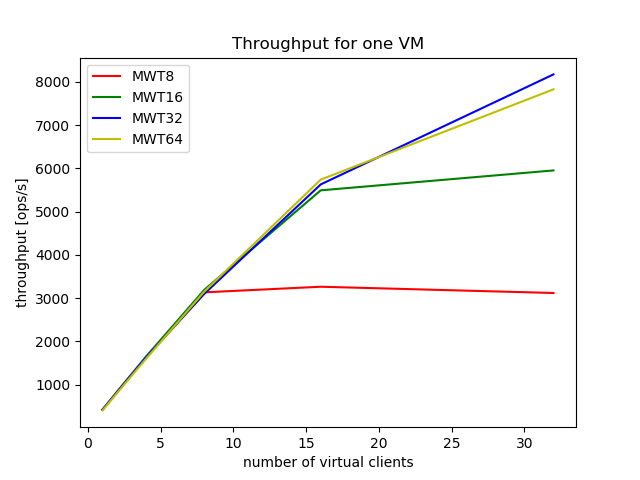 Throughput for one VM
MWT8
MWT16
MWT32
MWT64
8000
7000
6000
5000
4000
3000
2000
1000
throughput [ops/s]
0 5 10 15 20 25 30
number of virtual clients